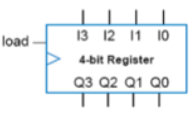 I3 I2 I1 I0
load
4-bit Register
Q3 Q2 Q1 Q0